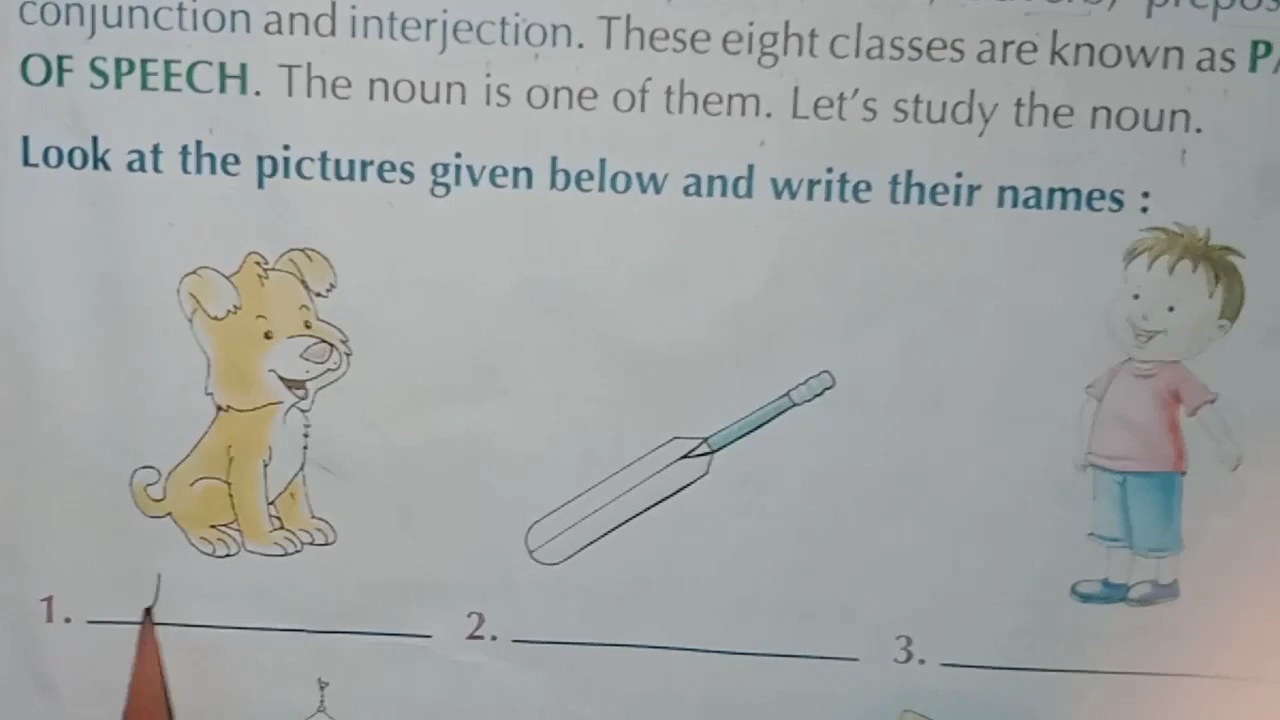 conjunction and interjection. These eight classes are known as
OF SPEECH. The noun is one of them. Let's study the noun.
Look at the pictures given below and write their names :
1.
2.
3.